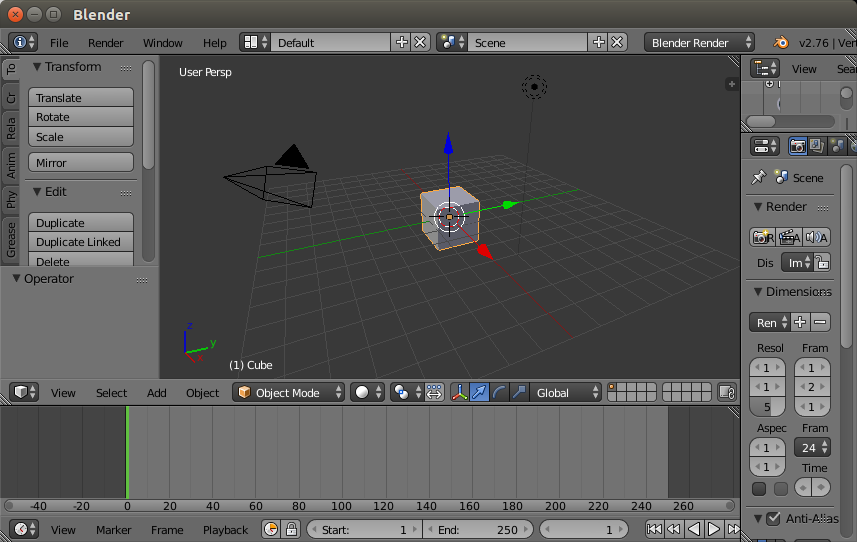 Blender
File Render Window Help Default Scene Blender Render v2.76 | Ven
To
Cr
Rela
Anim
Phy
Grease
Transform
Translate
Rotate
Scale
Mirror
Edit
Duplicate
Duplicate Linked
Delete
Operator
User Persp
z
y
x
(1) Cube
View Select Add Object Object Mode Global
View Sea
Scene
Render
R A A
Dis Im
Dimensions
Ren
Resol Fram
1 1
1 2
5 1
Aspec Fram
1 24
1 Time
Anti-Alias
-40 -20 0 20 40 60 80 100 120 140 160 180 200 220 240 260
View Marker Frame Playback Start: 1 End: 250 1